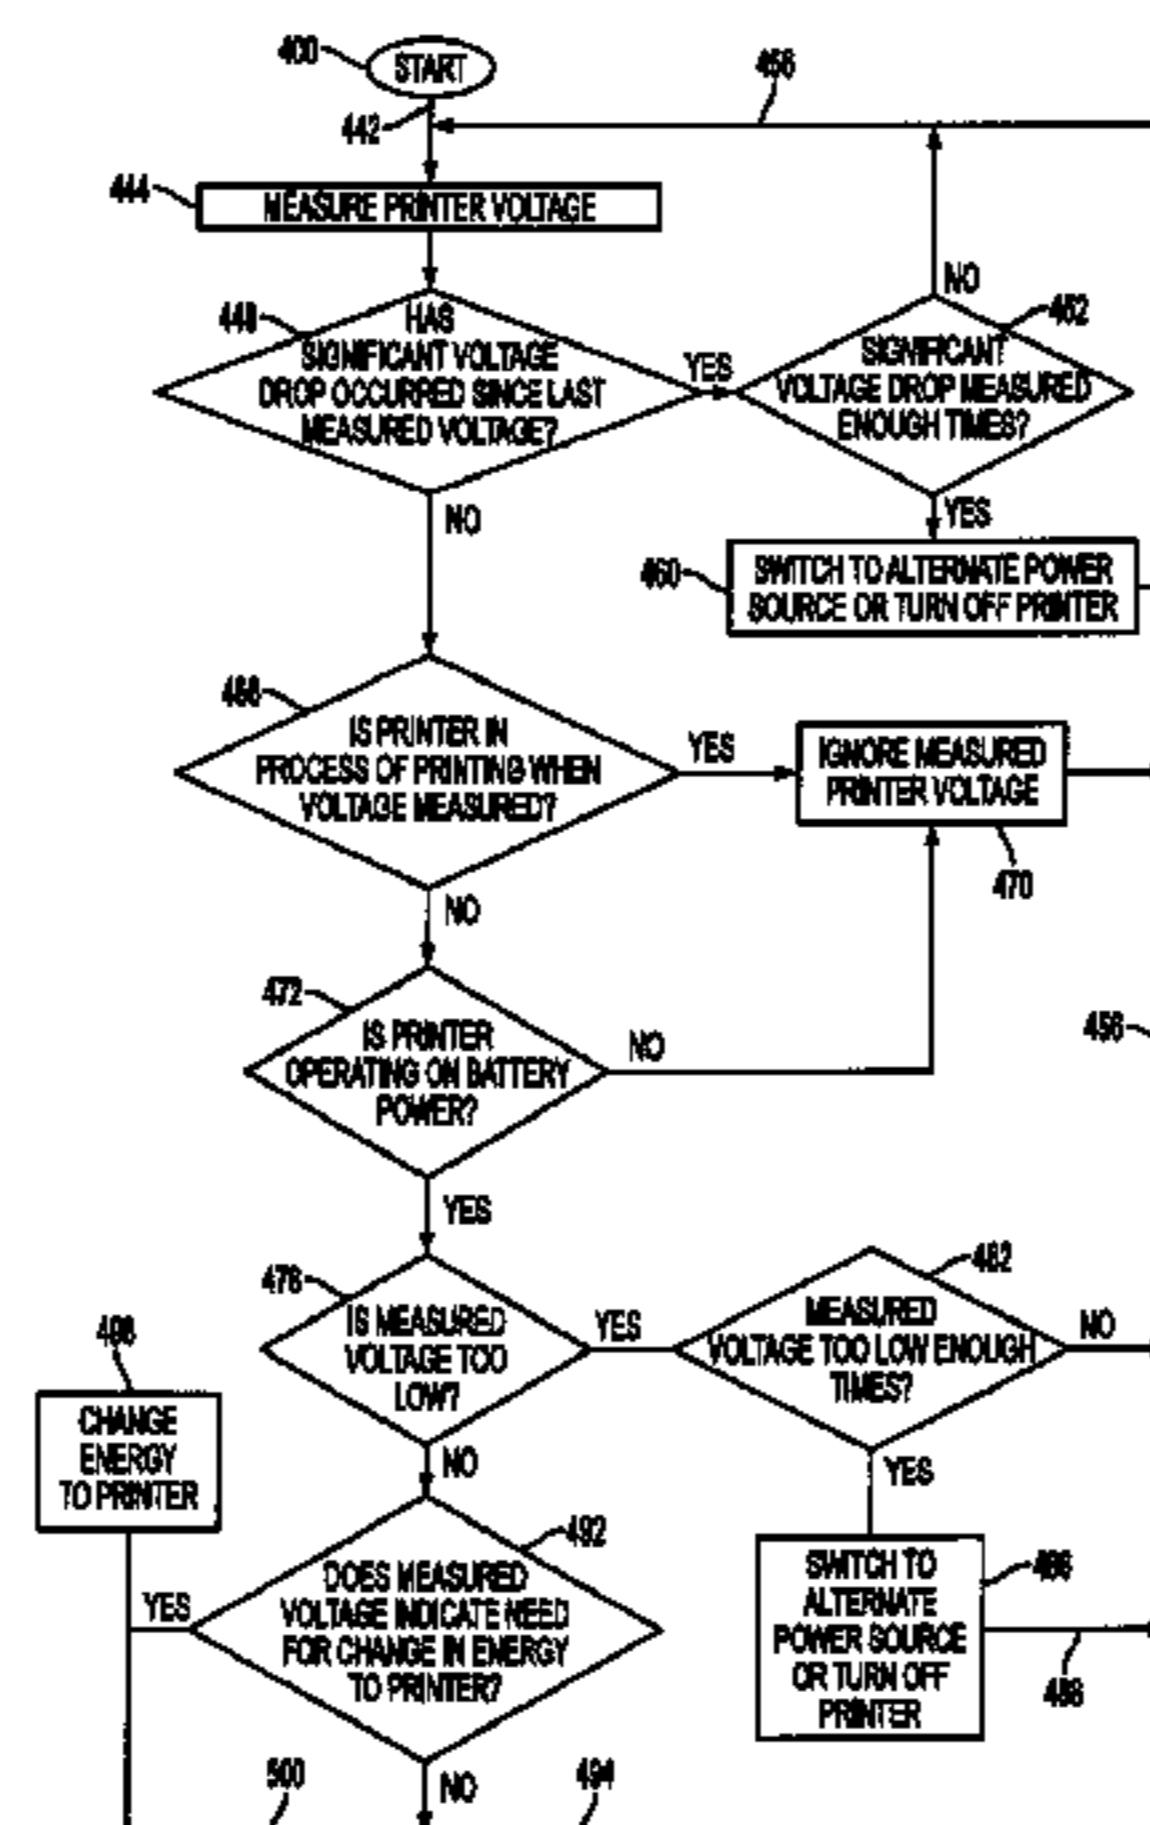 400
START
456
442
444
MEASURE PRINTER VOLTAGE
NO
448
HAS
SIGNIFICANT VOLTAGE
DROP OCCURRED SINCE LAST
MEASURED VOLTAGE?
YES
452
SIGNIFICANT
VOLTAGE DROP MEASURED
ENOUGH TIMES?
NO
YES
460
SWITCH TO ALTERNATE POWER
SOURCE OR TURN OFF PRINTER
IS PRINTER IN
PROCESS OF PRINTING WHEN
VOLTAGE MEASURED?
YES
IGNORE MEASURED
PRINTER VOLTAGE
470
NO
472
IS PRINTER
OPERATING ON BATTERY
POWER?
NO
456
YES
IS MEASURED
VOLTAGE TOO
LOW?
YES
482
MEASURED
VOLTAGE TOO LOW ENOUGH
TIMES?
NO
CHANGE
ENERGY
TO PRINTER
NO
YES
492
DOES MEASURED
VOLTAGE INDICATE NEED
FOR CHANGE IN ENERGY
TO PRINTER?
YES
SWITCH TO
ALTERNATE
POWER SOURCE
OR TURN OFF
PRINTER
500
NO
494